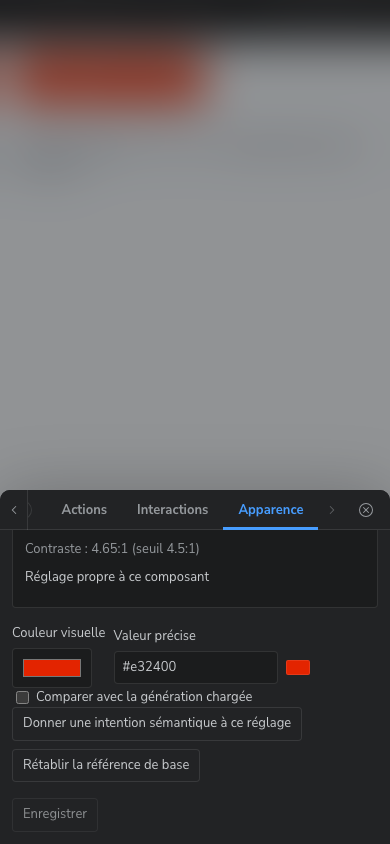 Actions Interactions Apparence
Contraste : 4.65:1 (seuil 4.5:1)
Réglage propre à ce composant
Couleur visuelle Valeur précise
#e32400
Comparer avec la génération chargée
Donner une intention sémantique à ce réglage
Rétablir la référence de base
Enregistrer